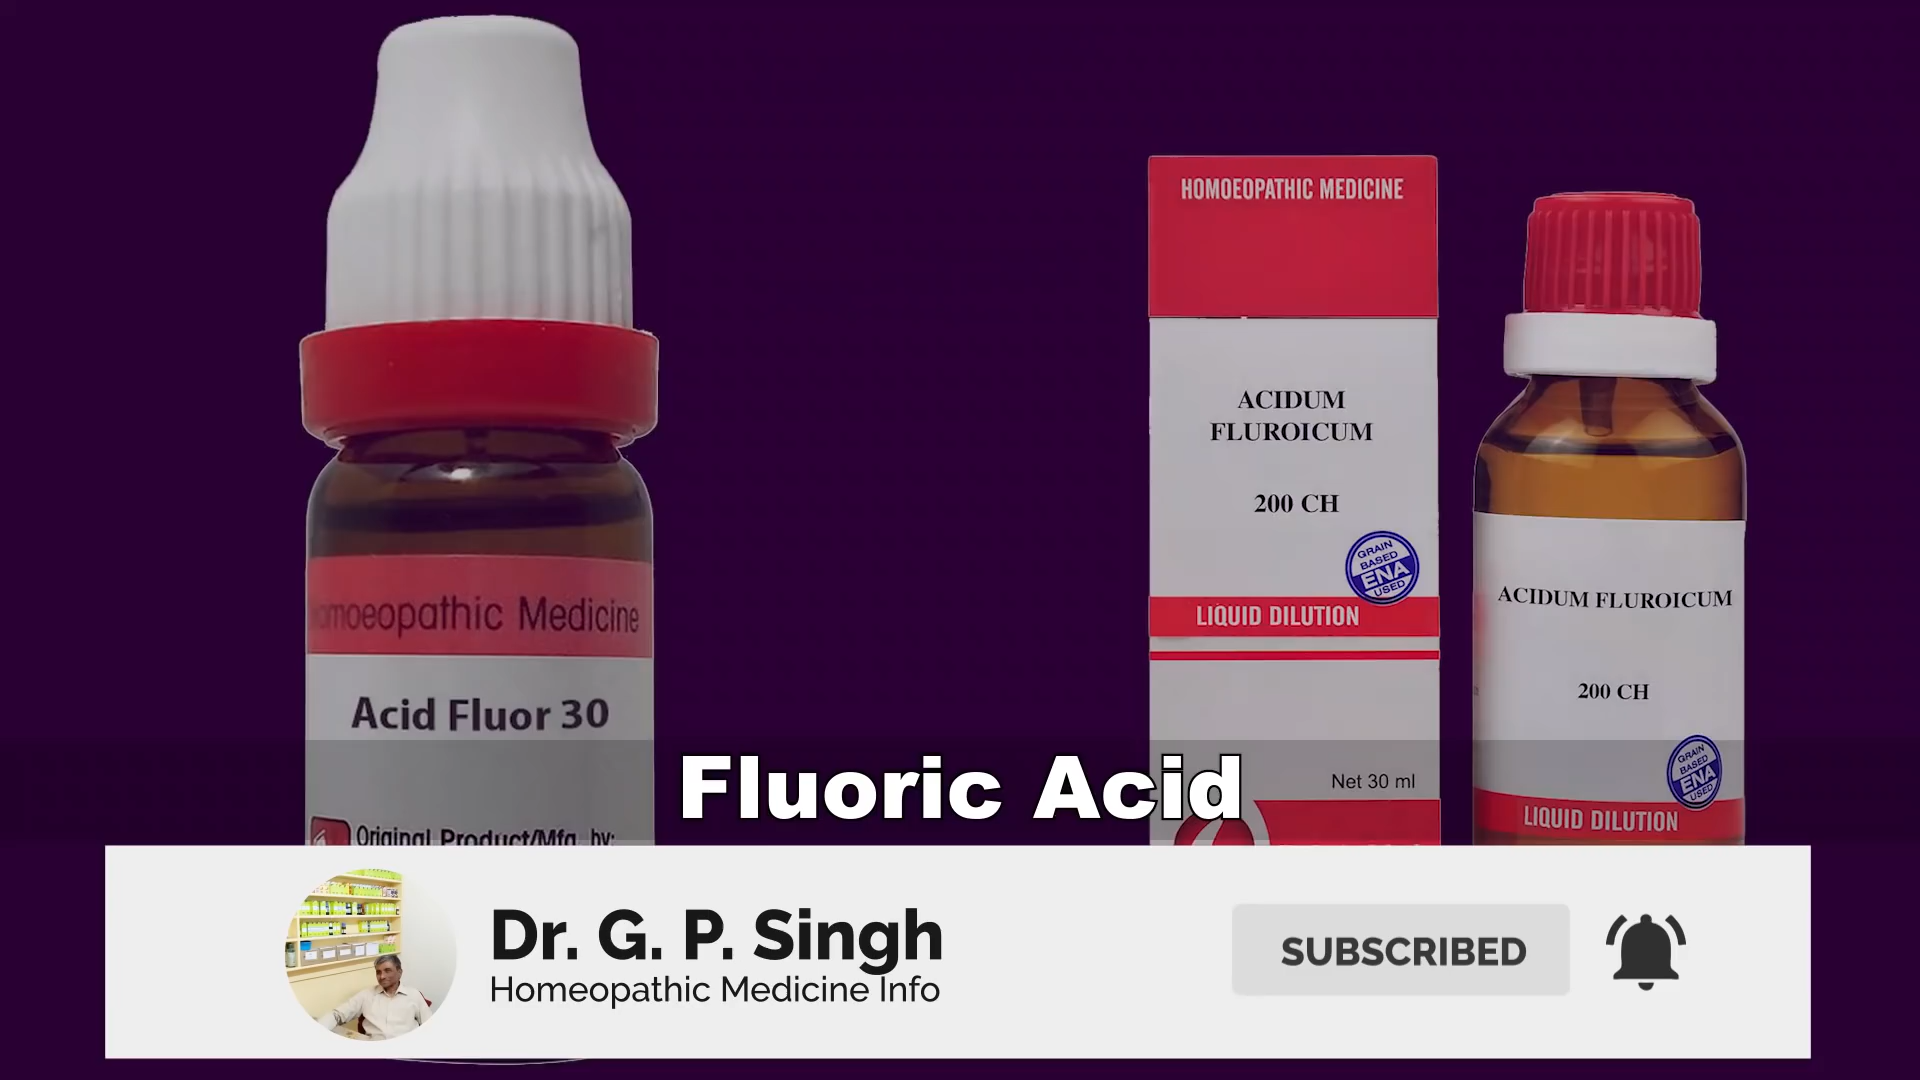 HOMOEOPATHIC MEDICINE
ACIDUM
FLUROICUM
200 CH
GRAIN
BASED
ENA
USED
LIQUID DILUTION
Net 30 ml
ACIDUM FLUROICUM
200 CH
GRAIN
BASED
ENA
USED
LIQUID DILUTION
omoeopathic Medicine
Acid Fluor 30
Original Product/Mfg. by:
Fluoric Acid
Dr. G. P. Singh
Homeopathic Medicine Info
SUBSCRIBED